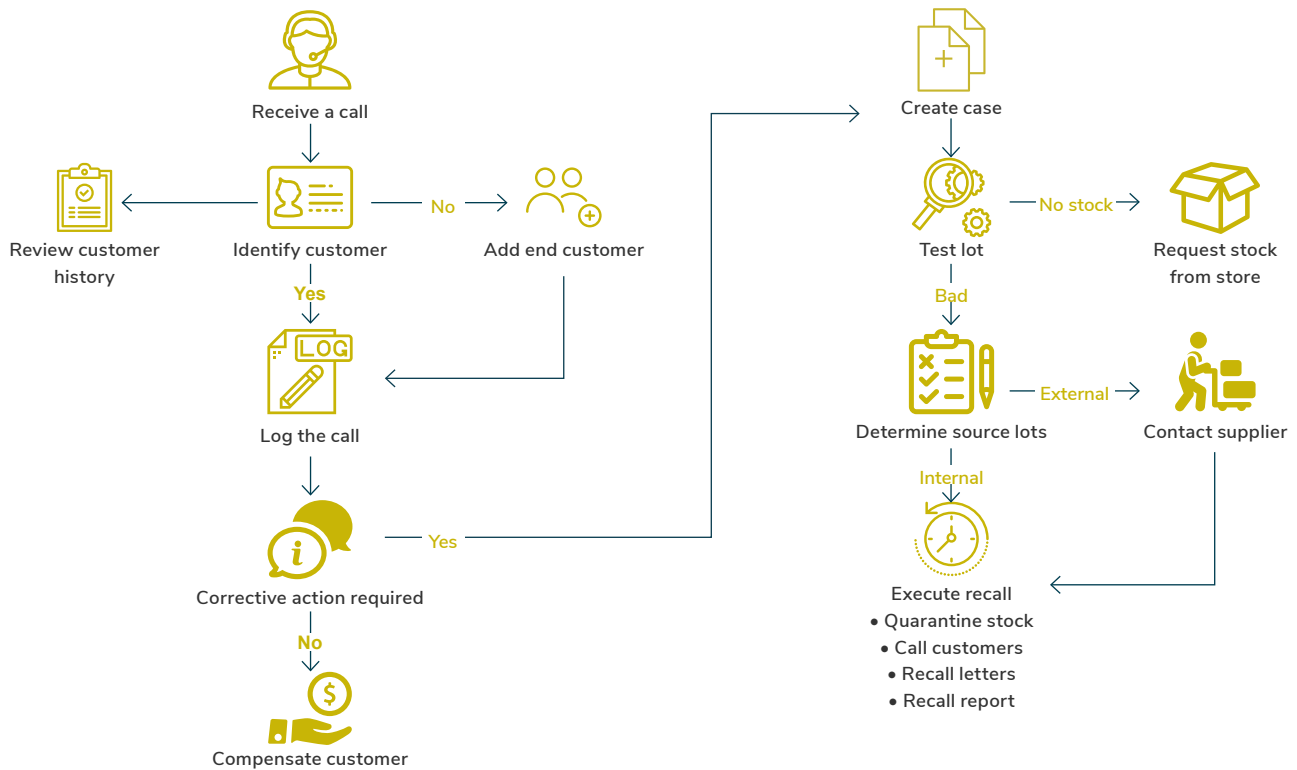 Receive a call
Create case
No
No stock
Review customer
history
Identify customer
Add end customer
Test lot
Request stock
from store
Yes
Bad
LOG
External
Log the call
Determine source lots
Contact supplier
Internal
i
Yes
Corrective action required
Execute recall
• Quarantine stock
• Call customers
• Recall letters
• Recall report
No
$
Compensate customer